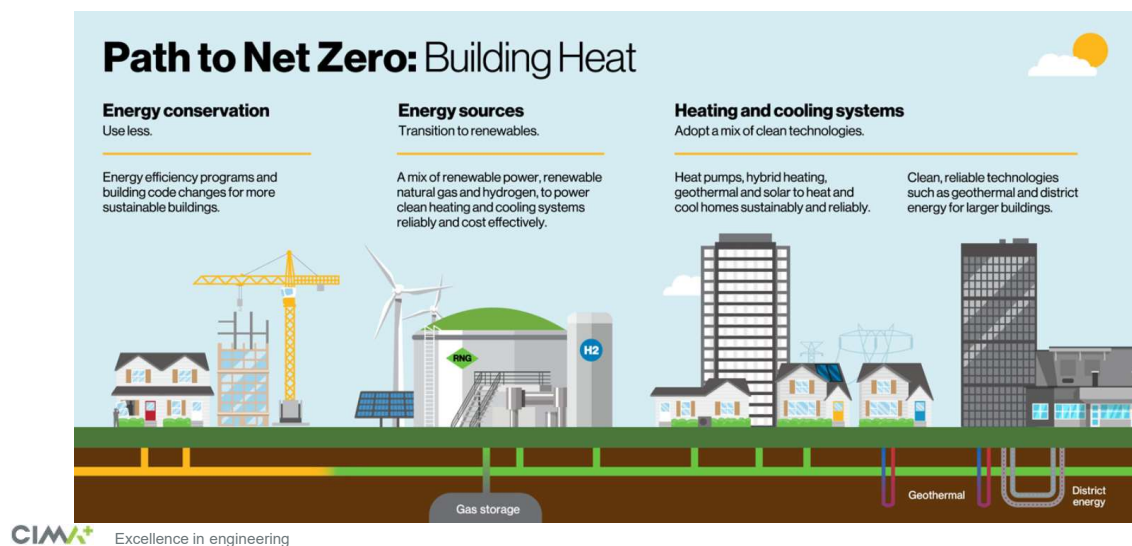 Path to Net Zero: Building Heat
Energy conservation
Use less.
Energy efficiency programs and
building code changes for more
sustainable buildings.
Energy sources
Transition to renewables.
A mix of renewable power, renewable
natural gas and hydrogen, to power
clean heating and cooling systems
reliably and cost effectively.
Heating and cooling systems
Adopt a mix of clean technologies.
Heat pumps, hybrid heating,
geothermal and solar to heat and
cool homes sustainably and reliably.
Clean, reliable technologies
such as geothermal and district
energy for larger buildings.
RNG
H2
Gas storage
Geothermal
District
energy
CIMA+
Excellence in engineering